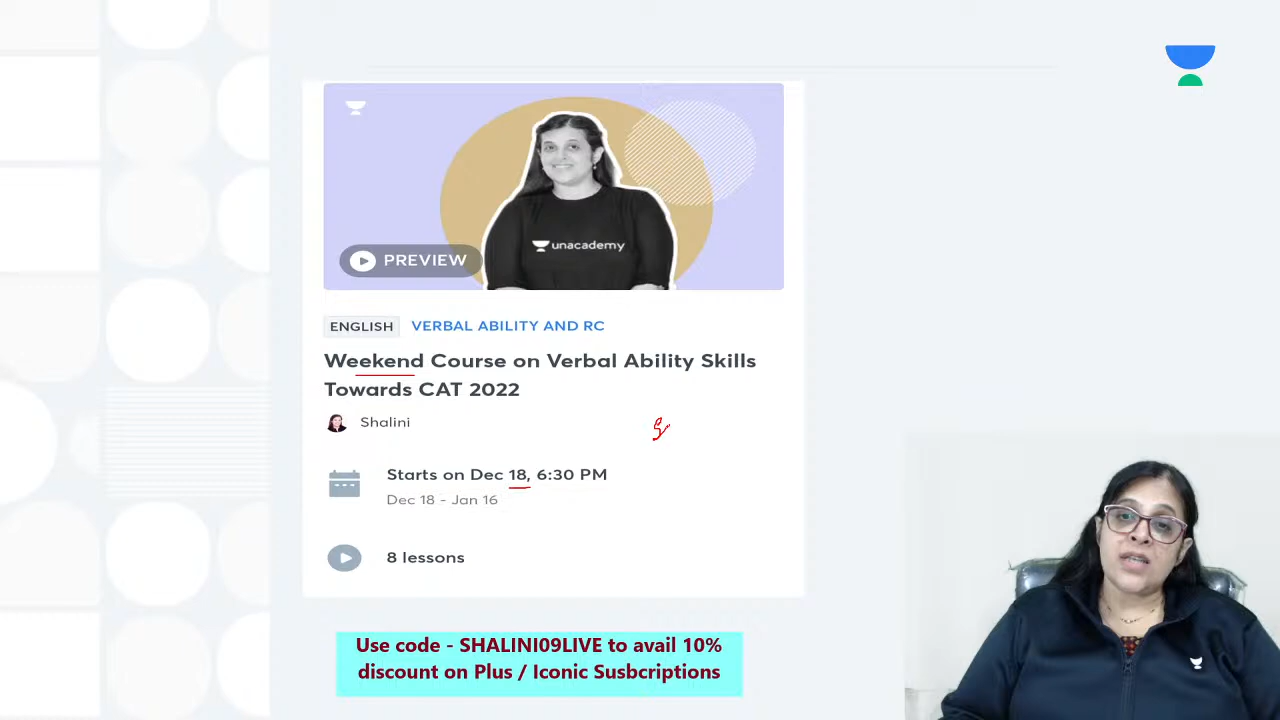 unacademy
PREVIEW
ENGLISH VERBAL ABILITY AND RC
Weekend Course on Verbal Ability Skills
Towards CAT 2022
Shalini
Starts on Dec 18, 6:30 PM
Dec 18 - Jan 16
8 lessons
Use code - SHALINI09LIVE to avail 10%
discount on Plus / Iconic Susbcriptions